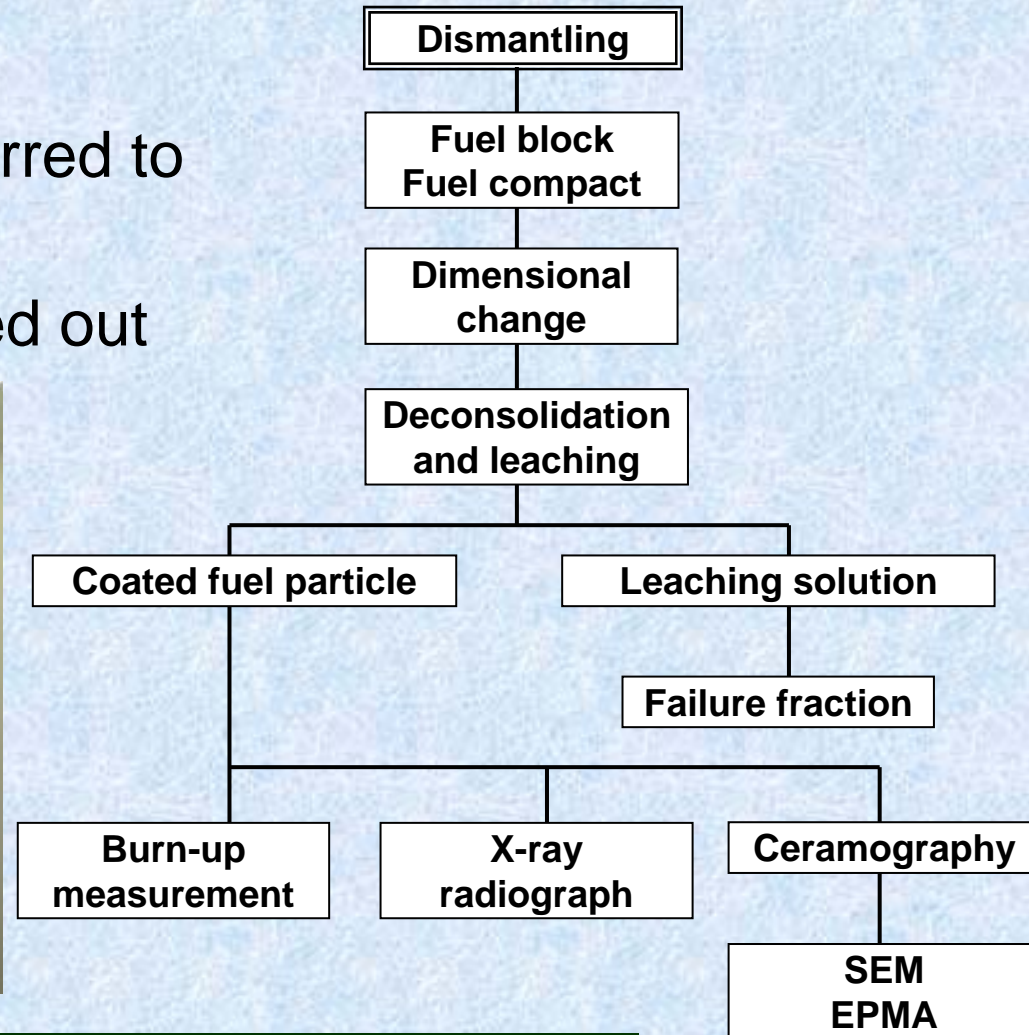 Dismantling
rred to
Fuel block
Fuel compact
Dimensional
change
ed out
Deconsolidation
and leaching
Coated fuel particle
Leaching solution
Failure fraction
Burn-up
measurement
X-ray
radiograph
Ceramography
SEM
EPMA